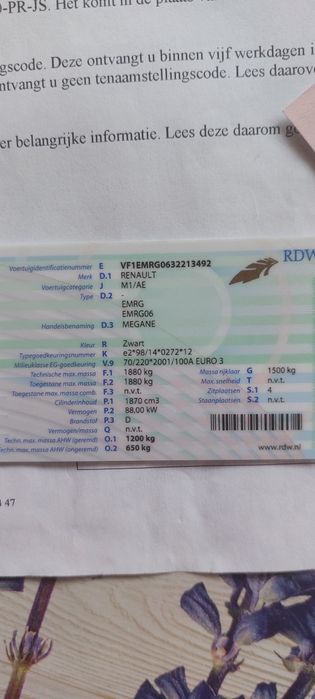 -PR-JS. Het komt in de plaats
gscode. Deze ontvangt u binnen vijf werkdagen
ntvangt u geen tenaamstellingscode. Lees
er belangrijke informatie. Lees deze daarom
RDW
Voertuigidentificatienummer E VF1EMRG0632213492
Merk D.1 RENAULT
Voertuigcategorie J M1/AE
Type D.2 -
EMRG
EMRG06
Handelsbenaming D.3 MEGANE
Kleur R Zwart
Typegoedkeuringsnummer K e2*98/14*0272*12
Milieuklasse EG-goedkeuring V.9 70/220*2001/100A EURO 3
Technische max. massa F.1 1880 kg Massa rijklaar G 1500 kg
Toegestane max. massa F.2 1880 kg Max. snelheid T n.v.t.
Toegestane max. massa comb. F.3 n.v.t. Zitplaatsen S.1 4
Cilinderinhoud P.1 1870 cm3 Staanplaatsen S.2 n.v.t.
Vermogen P.2 88,00 kW
Brandstof P.3 D
Vermogen/massa Q n.v.t.
Techn. max. massa AHW (geremd) O.1 1200 kg
Techn. max. massa AHW (ongeremd) O.2 650 kg
www.rdw.nl
47